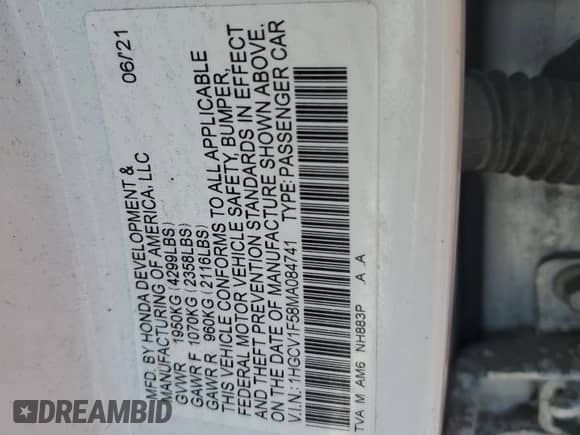 MFD. BY HONDA DEVELOPMENT & 06/21
MANUFACTURING OF AMERICA, LLC
GVWR 1950KG (4299LBS)
GAWR F 1070KG (2358LBS)
GAWR R 960KG (2116LBS)
THIS VEHICLE CONFORMS TO ALL APPLICABLE
FEDERAL MOTOR VEHICLE SAFETY, BUMPER,
AND THEFT PREVENTION STANDARDS IN EFFECT
ON THE DATE OF MANUFACTURE SHOWN ABOVE.
V.I.N.: 1HGCV1F58MA084741 TYPE: PASSENGER CAR
TVA M AM6 NH883P A A
DREAMBID